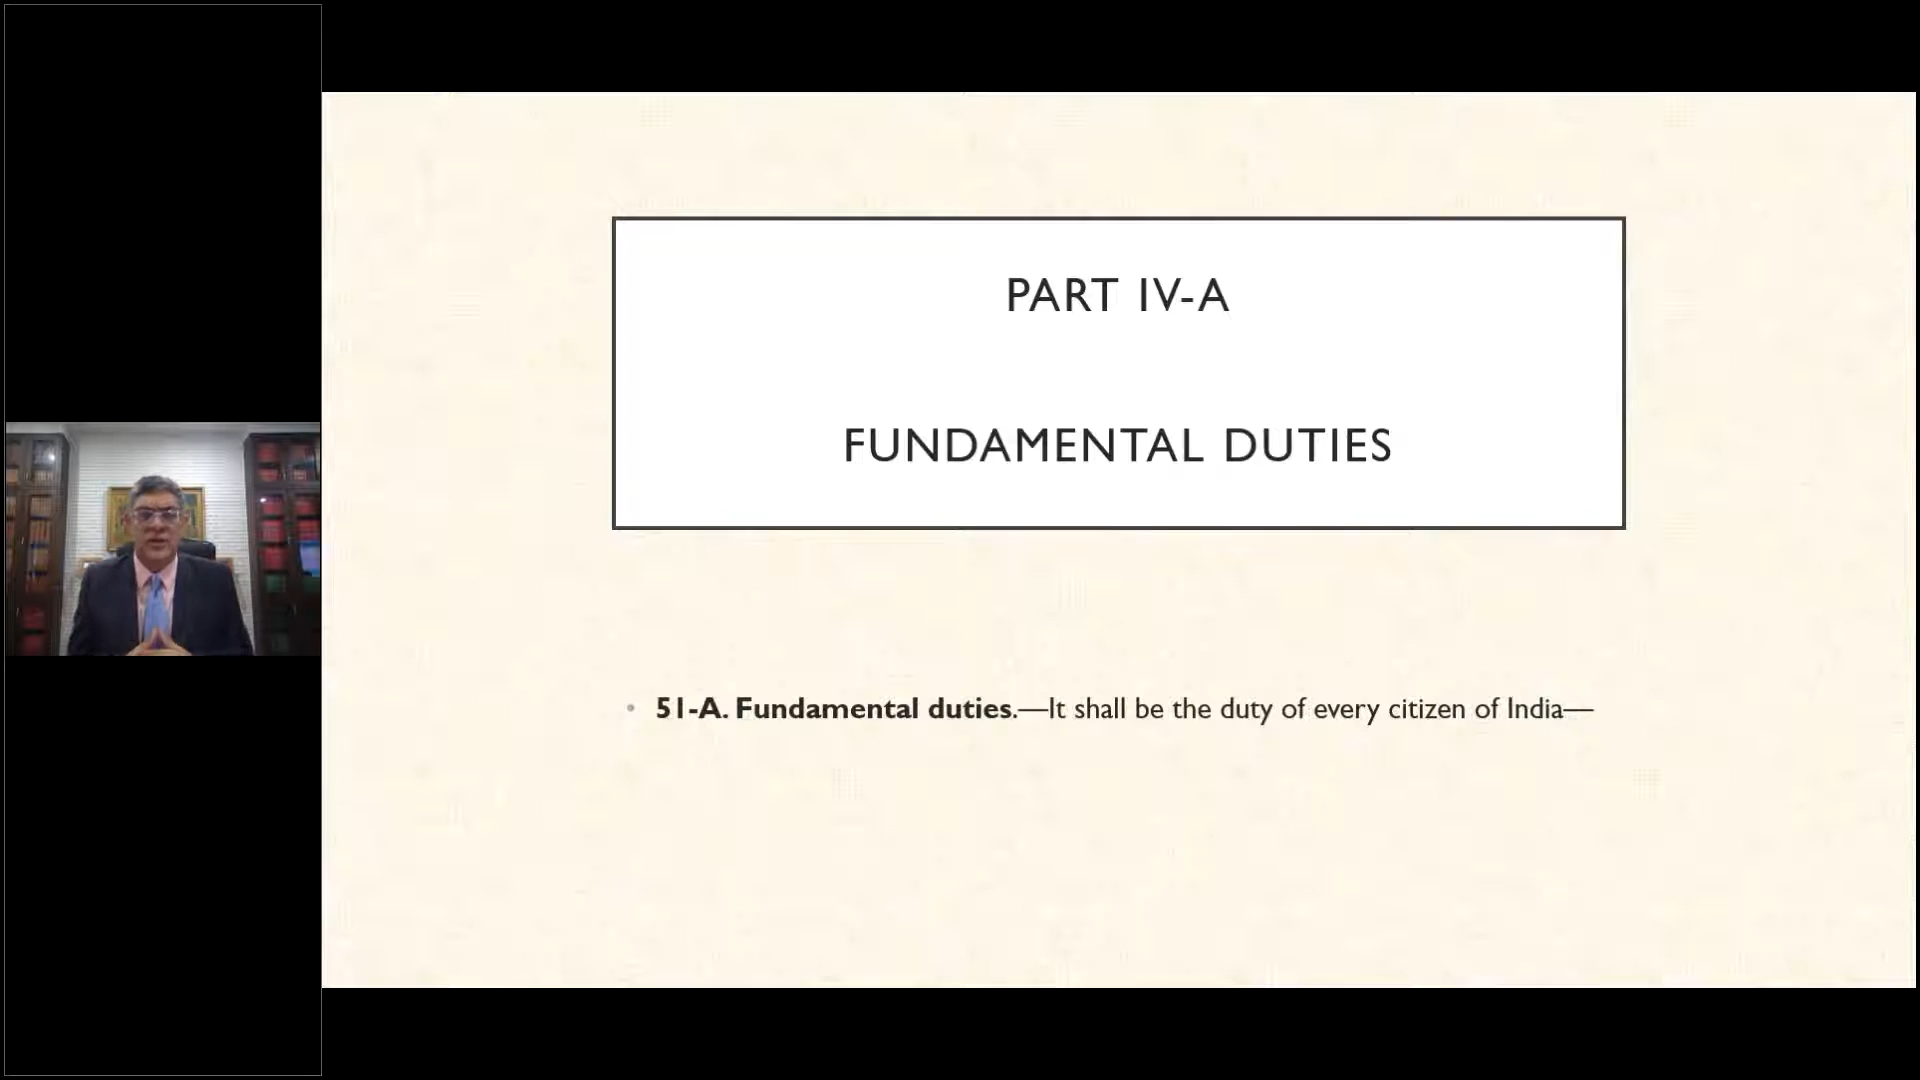 PART IV-A
FUNDAMENTAL DUTIES
• 51-A. Fundamental duties.—It shall be the duty of every citizen of India—